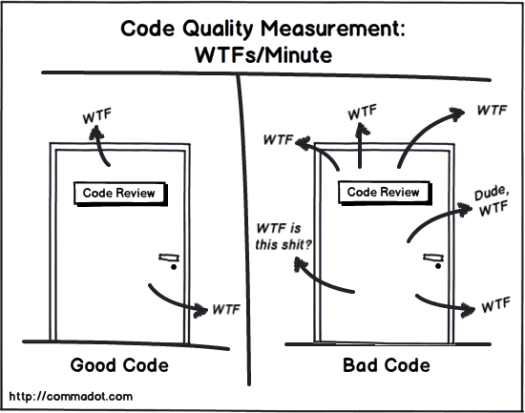 Code Quality Measurement:
WTFs/Minute
WTF
Code Review
WTF
Good Code
WTF
WTF
WTF
Code Review
Dude,
WTF
WTF is
this shit?
WTF
Bad Code
http://commadot.com